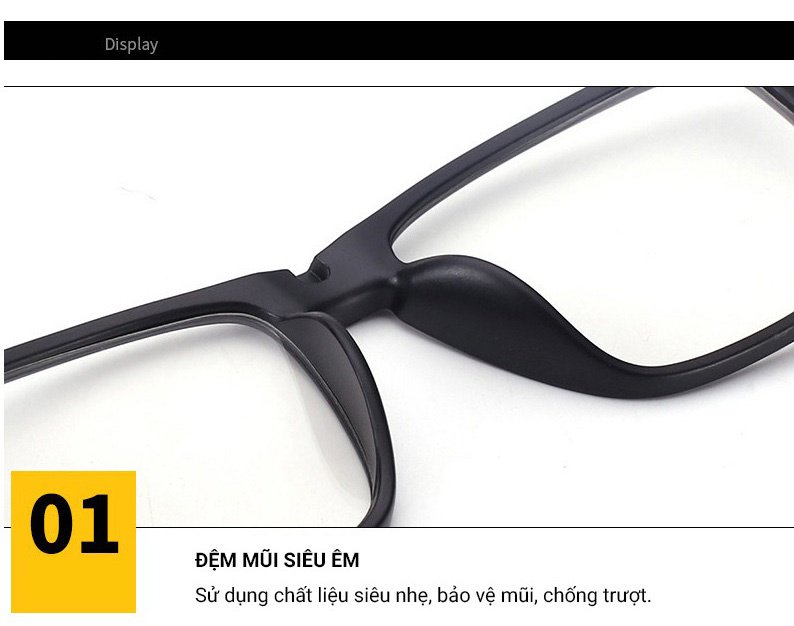 Display
01
ĐỆM MŨI SIÊU ÊM
Sử dụng chất liệu siêu nhẹ, bảo vệ mũi, chống trượt.